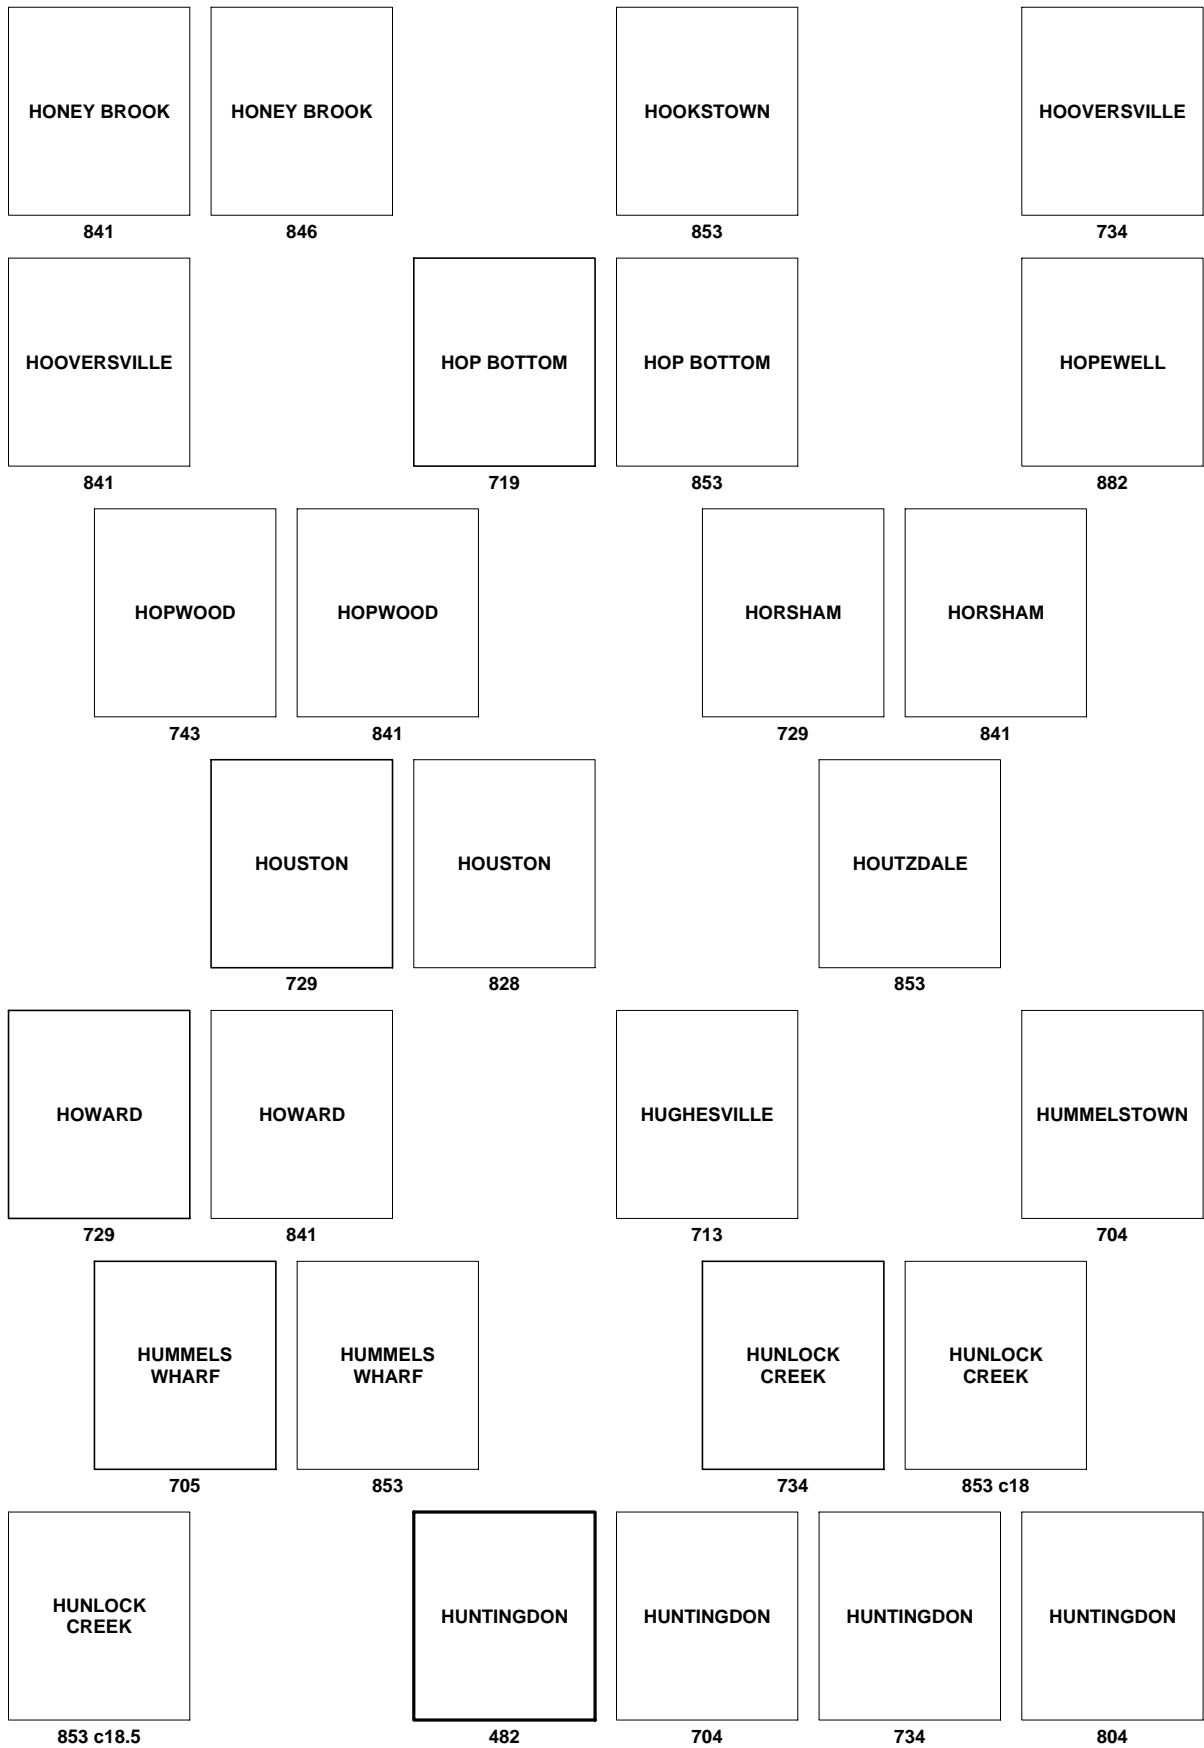 HONEY BROOK HONEY BROOK HOOKSTOWN HOOVERSVILLE
841 846 853 734
HOOVERSVILLE HOP BOTTOM HOP BOTTOM HOPEWELL
841 719 853 882
HOPWOOD HOPWOOD HORSHAM HORSHAM
743 841 729 841
HOUSTON HOUSTON HOUTZDALE
729 828 853
HOWARD HOWARD HUGHESVILLE HUMMELSTOWN
729 841 713 704
HUMMELS HUMMELS HUNLOCK HUNLOCK
WHARF WHARF CREEK CREEK
705 853 734 853 c18
HUNLOCK
CREEK HUNTINGDON HUNTINGDON HUNTINGDON HUNTINGDON
853 c18.5 482 704 734 804